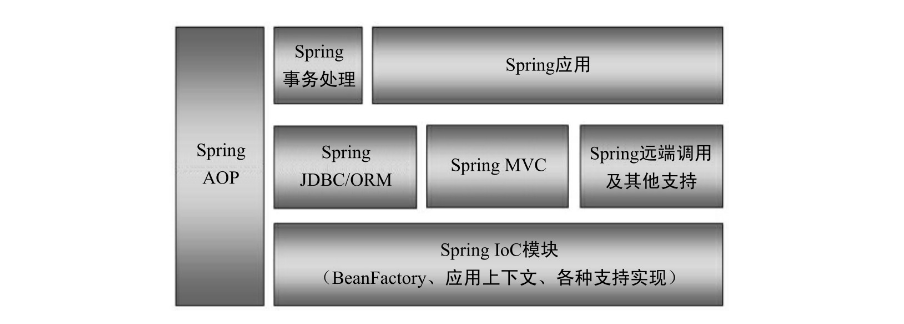 Spring
AOP
Spring
事务处理
Spring应用
Spring
JDBC/ORM
Spring MVC
Spring远端调用
及其他支持
Spring IoC模块
（BeanFactory、应用上下文、各种支持实现）